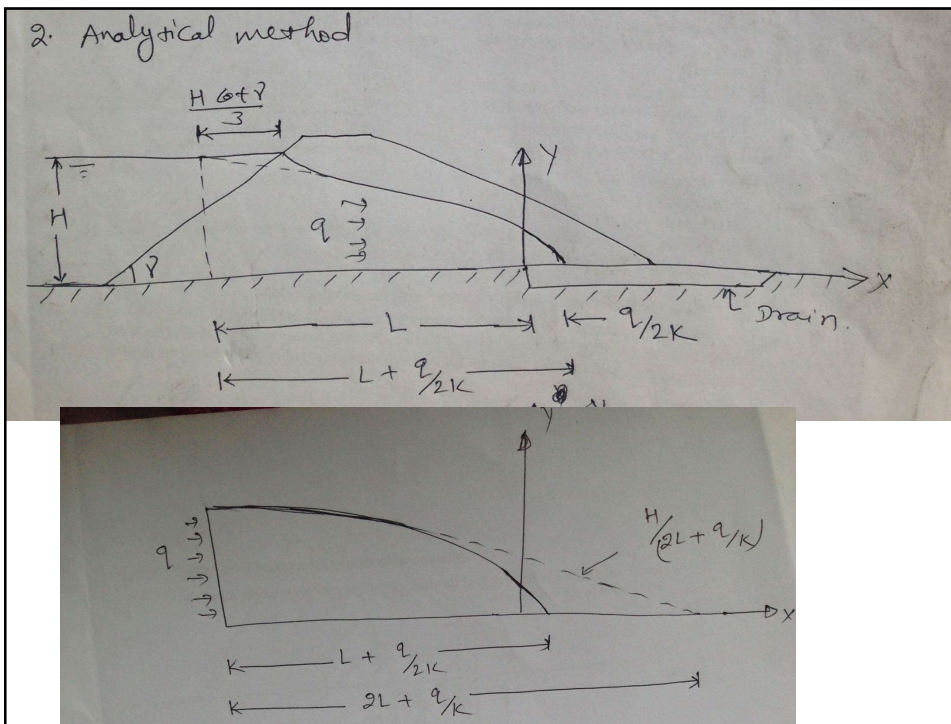 2. Analytical method
H cot γ
3
H
γ
q
Y
X
L
q/2K
Drain.
L + q/2K
Y
q
H/(2L + q/K)
X
L + q/2K
2L + q/K